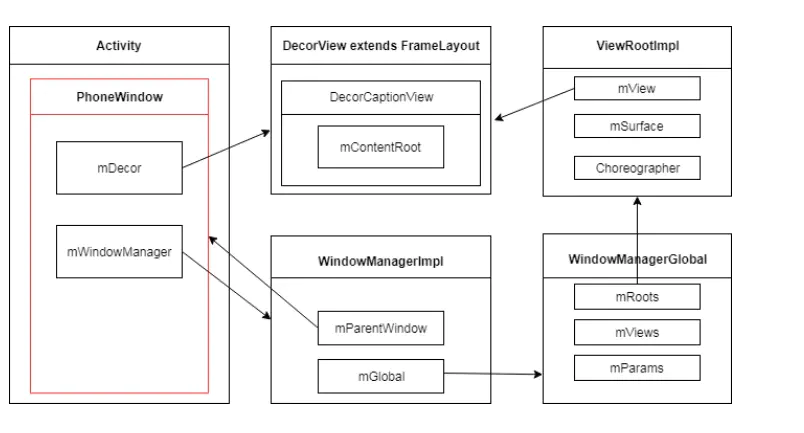 Activity
PhoneWindow
mDecor
mWindowManager
DecorView extends FrameLayout
DecorCaptionView
mContentRoot
ViewRootImpl
mView
mSurface
Choreographer
WindowManagerImpl
mParentWindow
mGlobal
WindowManagerGlobal
mRoots
mViews
mParams